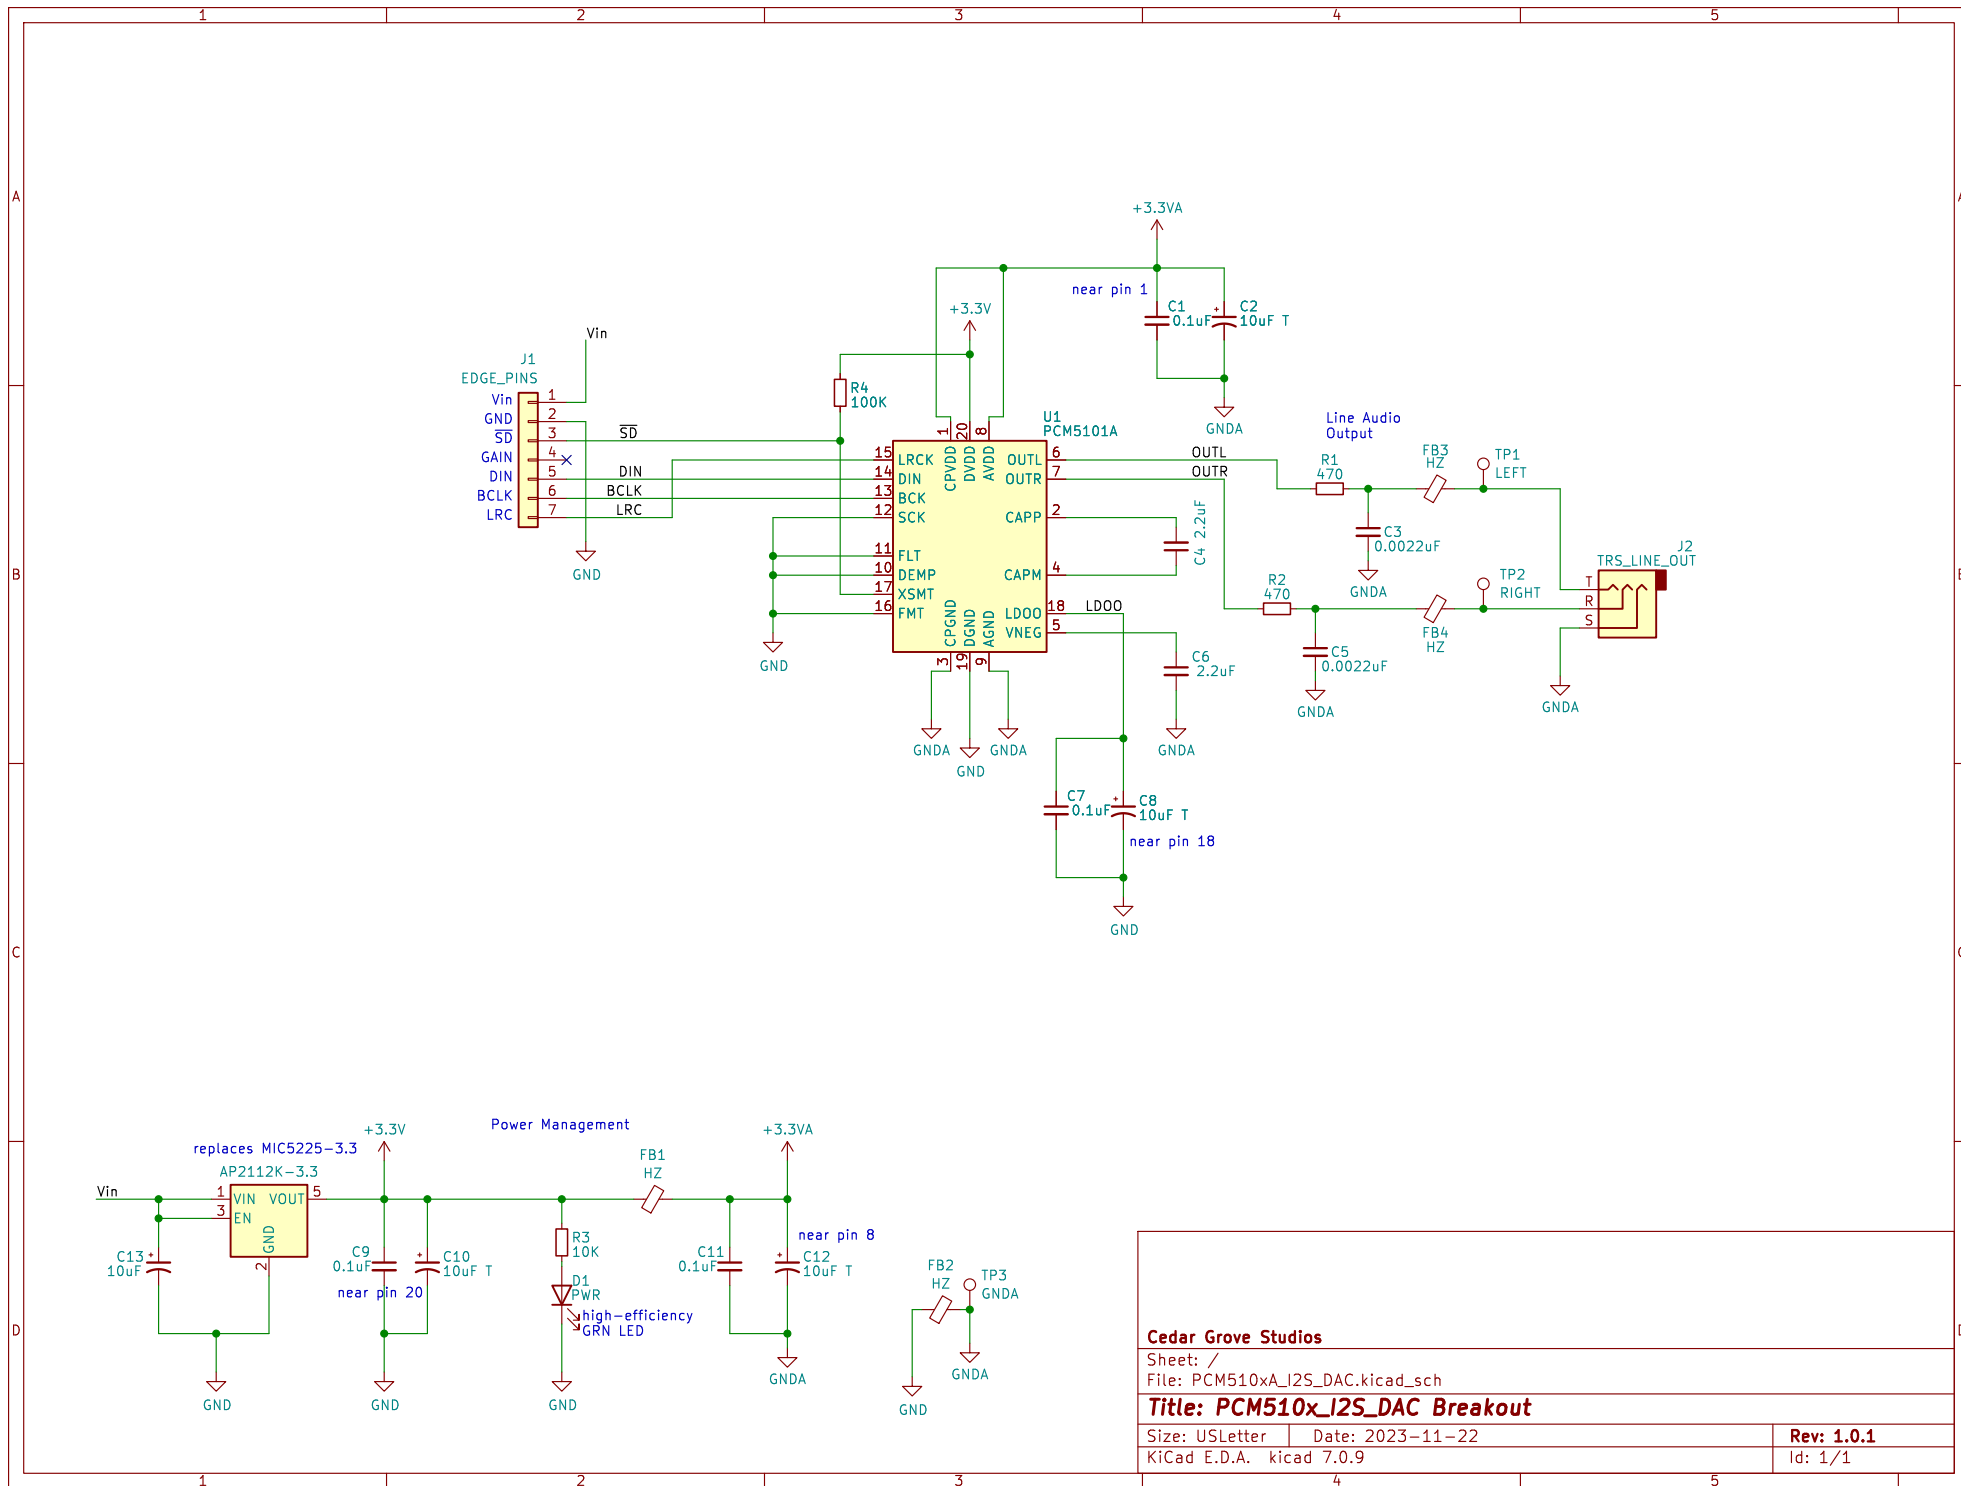 1 2 3 4 5
A
B
C
D
+3.3VA
near pin 1
C1
0.1uF
C2
10uF T
GNDA
+3.3V
Vin
J1
EDGE_PINS
Vin 1
GND 2
SD 3
GAIN 4
DIN 5
BCLK 6
LRC 7
SD
DIN
BCLK
LRC
GND
R4
100K
U1
PCM5101A
1 20 8
CPVDD DVDD AVDD
15 LRCK
14 DIN
13 BCK
12 SCK
11 FLT
10 DEMP
17 XSMT
16 FMT
OUTL 6
OUTR 7
CAPP 2
CAPM 4
LDOO 18
VNEG 5
CPGND DGND AGND
3 19 9
GND
GNDA
GND
GNDA
OUTL
OUTR
C4 2.2uF
LDOO
C6
2.2uF
GNDA
C7
0.1uF
C8
10uF T
near pin 18
GND
Line Audio
Output
R1
470
FB3
HZ
TP1
LEFT
C3
0.0022uF
GNDA
R2
470
TP2
RIGHT
FB4
HZ
C5
0.0022uF
GNDA
J2
TRS_LINE_OUT
T
R
S
GNDA
Power Management
replaces MIC5225-3.3
AP2112K-3.3
Vin
1 VIN VOUT 5
3 EN
GND
2
C13
10uF
GND
+3.3V
C9
0.1uF
C10
10uF T
near pin 20
GND
R3
10K
D1
PWR
high-efficiency
GRN LED
GND
FB1
HZ
+3.3VA
C11
0.1uF
near pin 8
C12
10uF T
GNDA
FB2
HZ
TP3
GNDA
GNDA
GND
Cedar Grove Studios
Sheet: /
File: PCM510xA_I2S_DAC.kicad_sch
Title: PCM510x_I2S_DAC Breakout
Size: USLetter Date: 2023-11-22 Rev: 1.0.1
KiCad E.D.A. kicad 7.0.9 Id: 1/1
1 2 3 4 5